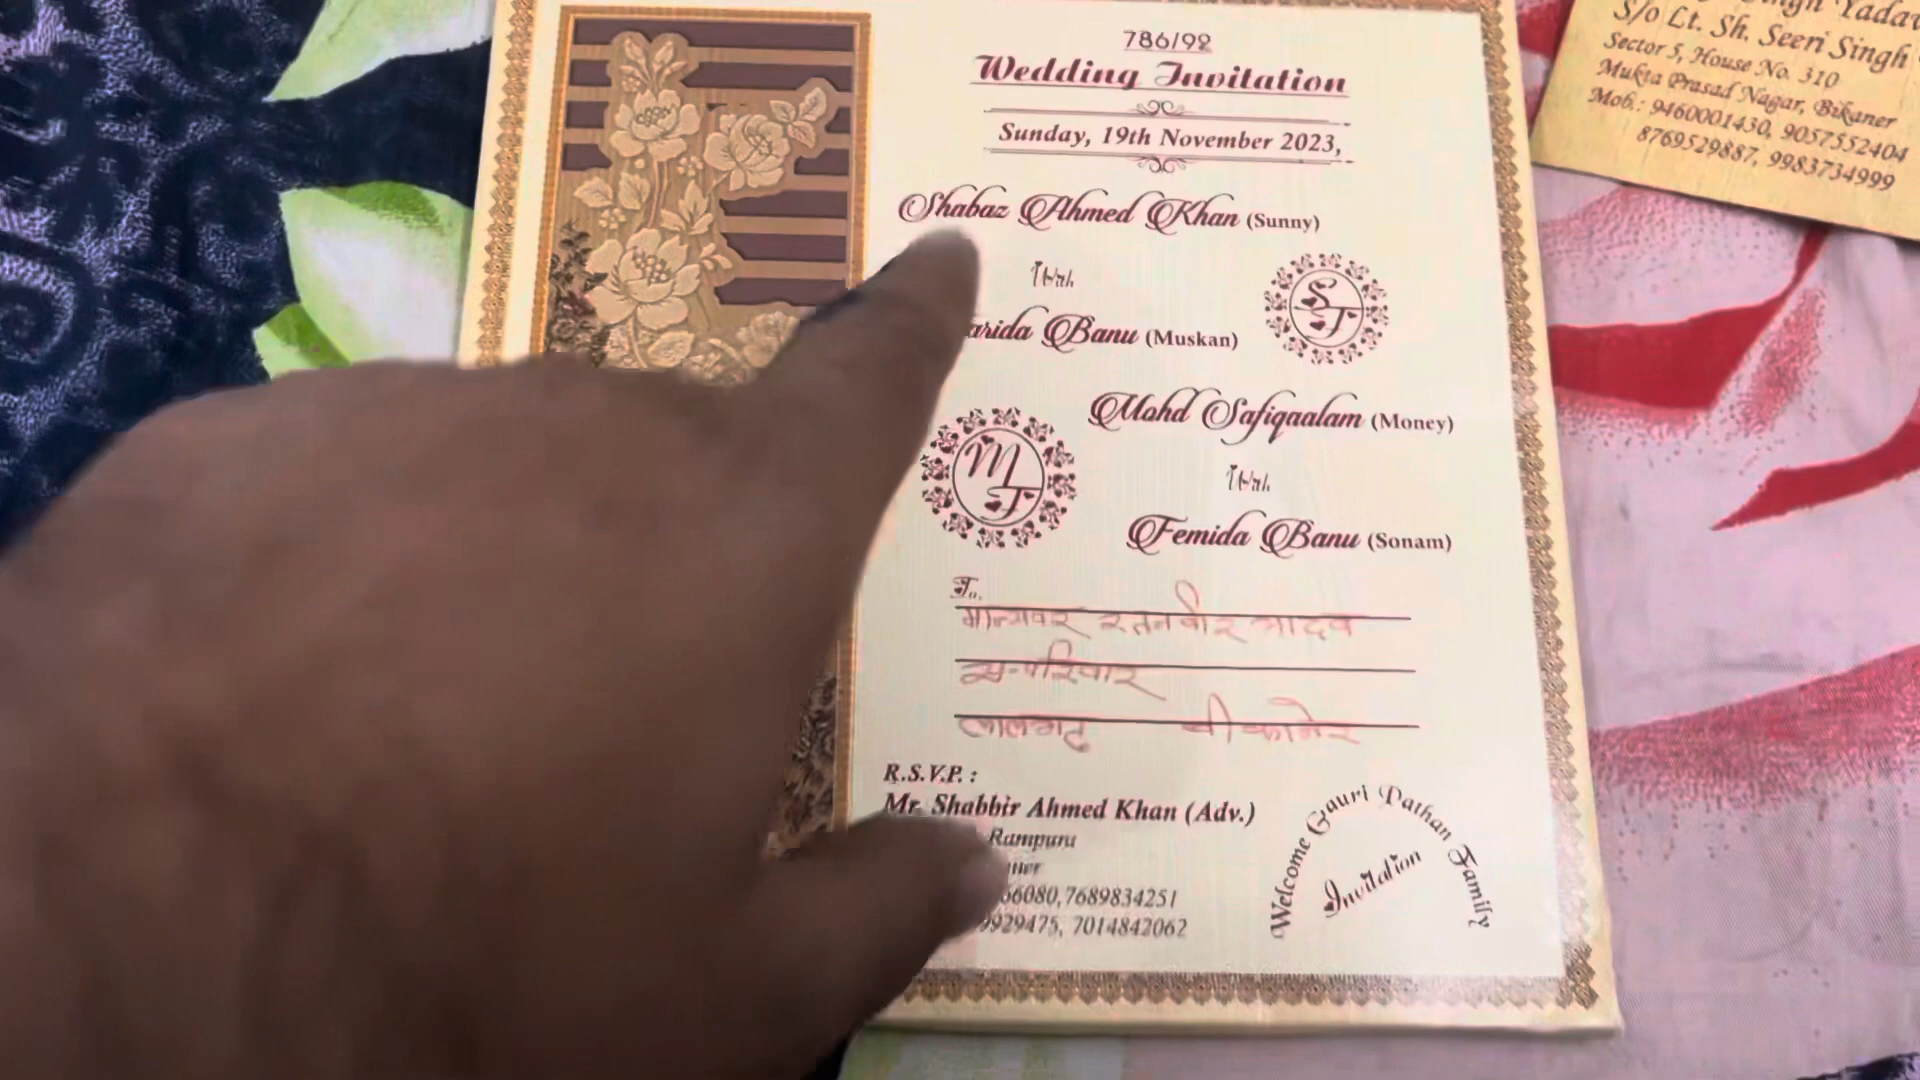 786/92
Wedding Invitation
Sunday, 19th November 2023,
Shabaz Ahmed Khan (Sunny)
With
Banu (Muskan)
S
Mohd Safiqaalam (Money)
M
With
Femida Banu (Sonam)
To,
मान्यवर रतनवीर यादव
स-परिवार
लालगढ़ बीकानेर
R.S.V.P. :
Mr. Shabbir Ahmed Khan (Adv.)
Rampura
7689834251
7014842062
Welcome Gauri Pathan Family
Invitation
S/o Lt. Sh. Seeri Singh
Sector 5, House No. 310
Mukta Prasad Nagar, Bikaner
Mob.: 9460001430, 9057552404
8769529887, 9983734999